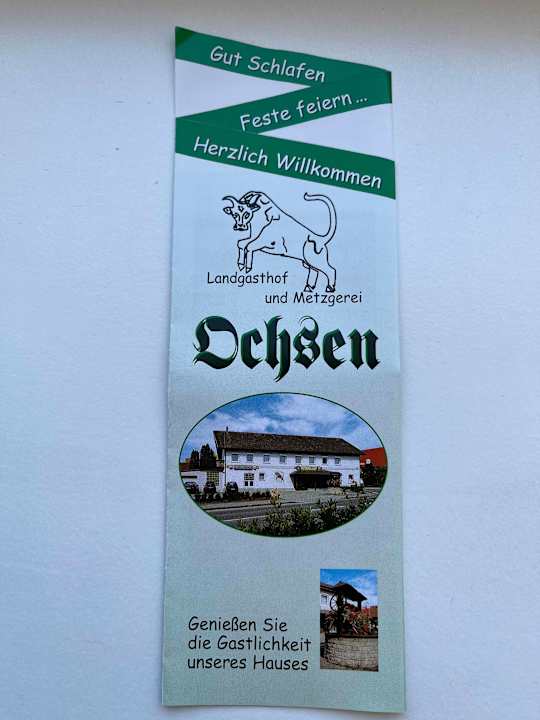 Gut Schlafen
Feste feiern...
Herzlich Willkommen
Landgasthof
und Metzgerei
Ochsen
Genießen Sie
die Gastlichkeit
unseres Hauses